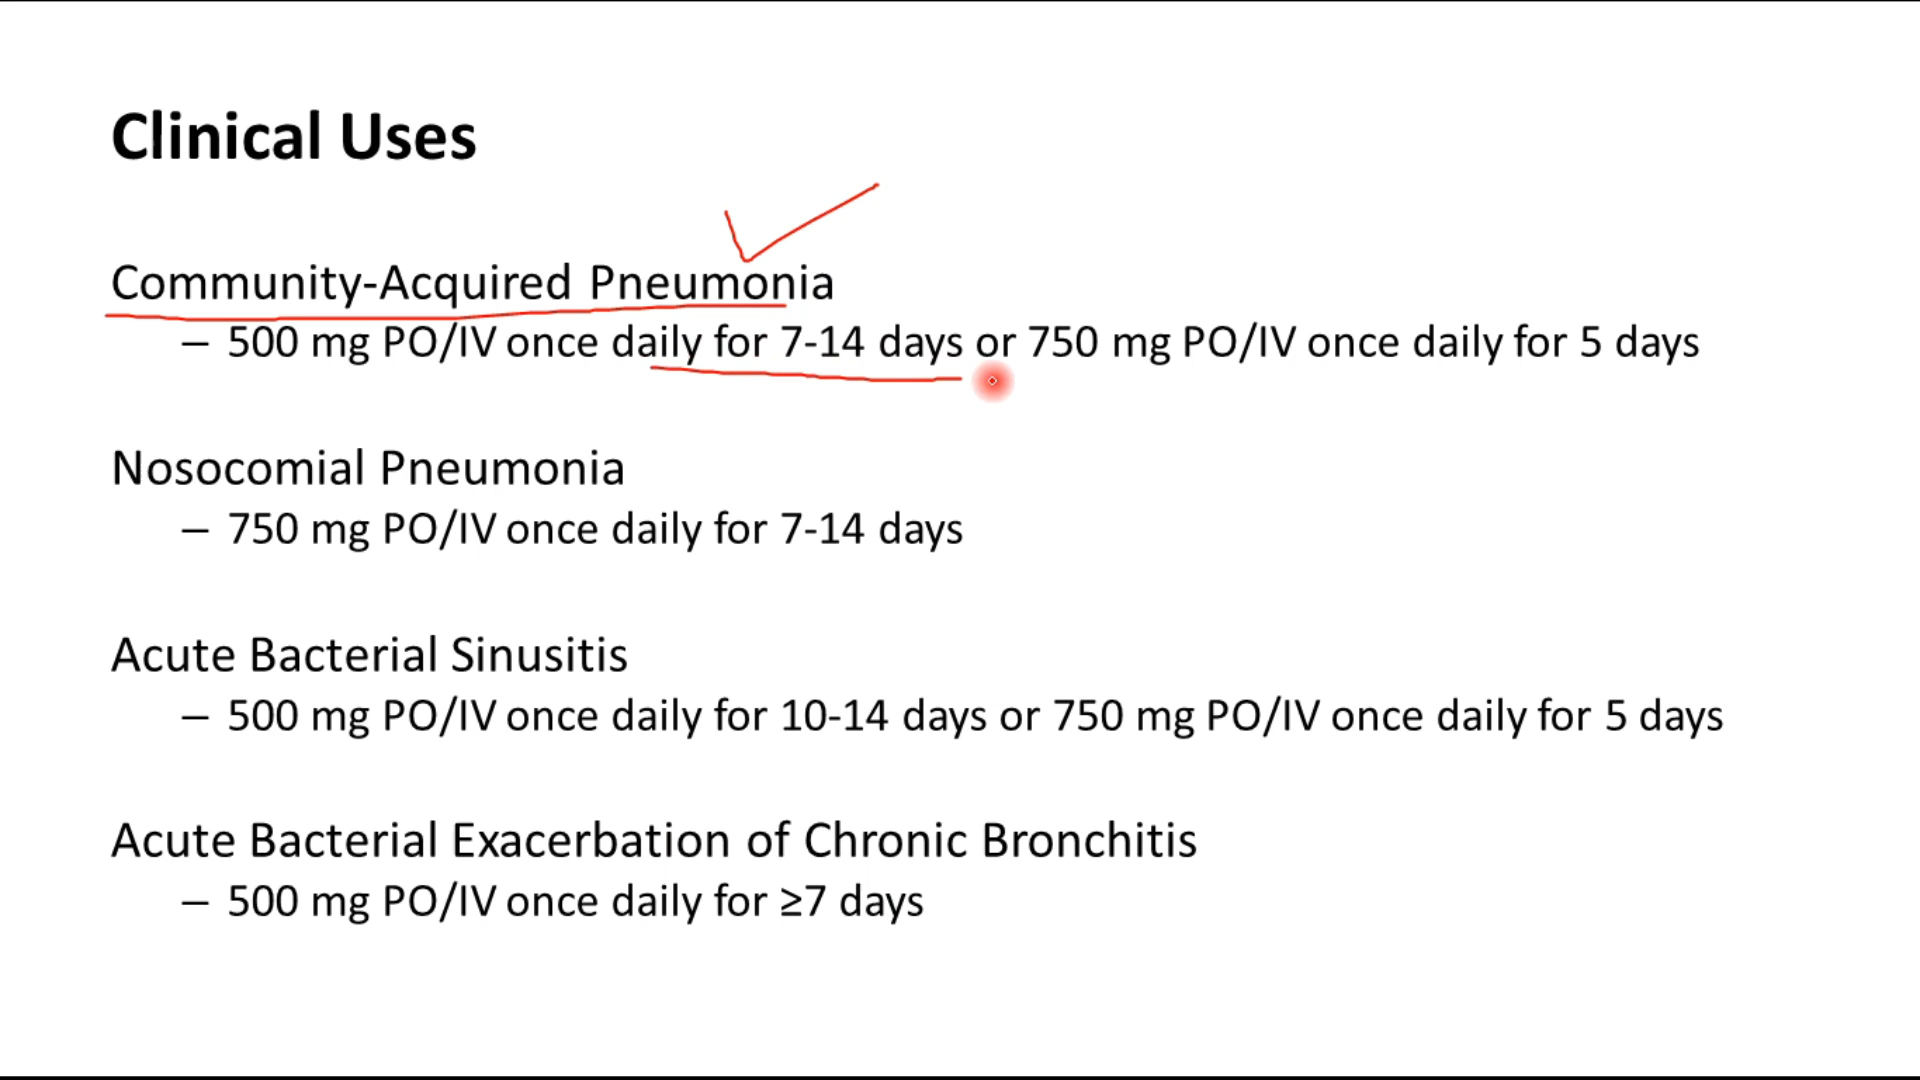 Clinical Uses
Community-Acquired Pneumonia
– 500 mg PO/IV once daily for 7-14 days or 750 mg PO/IV once daily for 5 days
Nosocomial Pneumonia
– 750 mg PO/IV once daily for 7-14 days
Acute Bacterial Sinusitis
– 500 mg PO/IV once daily for 10-14 days or 750 mg PO/IV once daily for 5 days
Acute Bacterial Exacerbation of Chronic Bronchitis
– 500 mg PO/IV once daily for ≥7 days